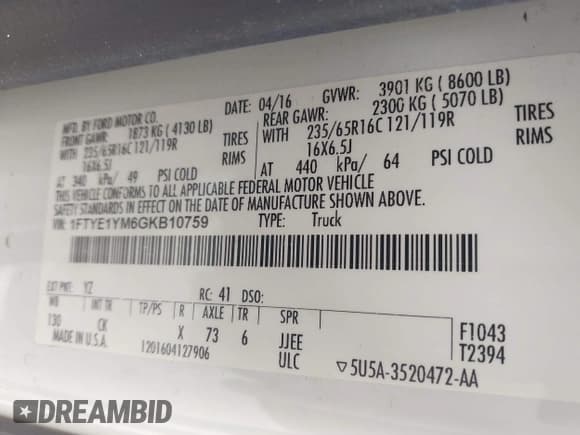 MFD. BY FORD MOTOR CO.
DATE: 04/16 GVWR: 3901 KG ( 8600 LB)
FRONT GAWR: 1873 KG ( 4130 LB)
REAR GAWR: 2300 KG ( 5070 LB)
WITH 235/65R16C 121/119R TIRES
WITH 235/65R16C 121/119R TIRES
16X6.5J RIMS
16X6.5J RIMS
AT 340 kPa/ 49 PSI COLD
AT 440 kPa/ 64 PSI COLD
THIS VEHICLE CONFORMS TO ALL APPLICABLE FEDERAL MOTOR VEHICLE
SAFETY STANDARDS IN EFFECT ON THE DATE OF MANUFACTURE SHOWN ABOVE.
VIN: 1FTYE1YM6GKB10759 TYPE: Truck
EXT PNT: YZ RC: 41 DSO:
WB INT TR TP/PS R AXLE TR SPR
130 CK X 73 6 JJEE
F1043
MADE IN U.S.A. 1201604127906 ULC
T2394
▽5U5A-3520472-AA
DREAMBID